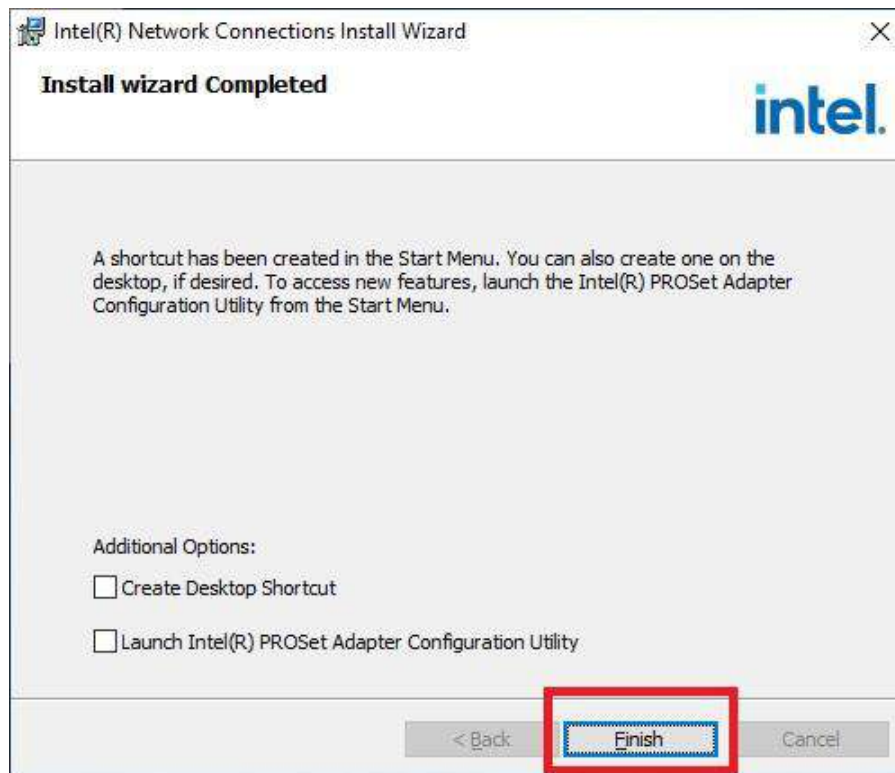 Intel(R) Network Connections Install Wizard
Install wizard Completed
intel.
A shortcut has been created in the Start Menu. You can also create one on the
desktop, if desired. To access new features, launch the Intel(R) PROSet Adapter
Configuration Utility from the Start Menu.
Additional Options:
Create Desktop Shortcut
Launch Intel(R) PROSet Adapter Configuration Utility
< Back
Finish
Cancel